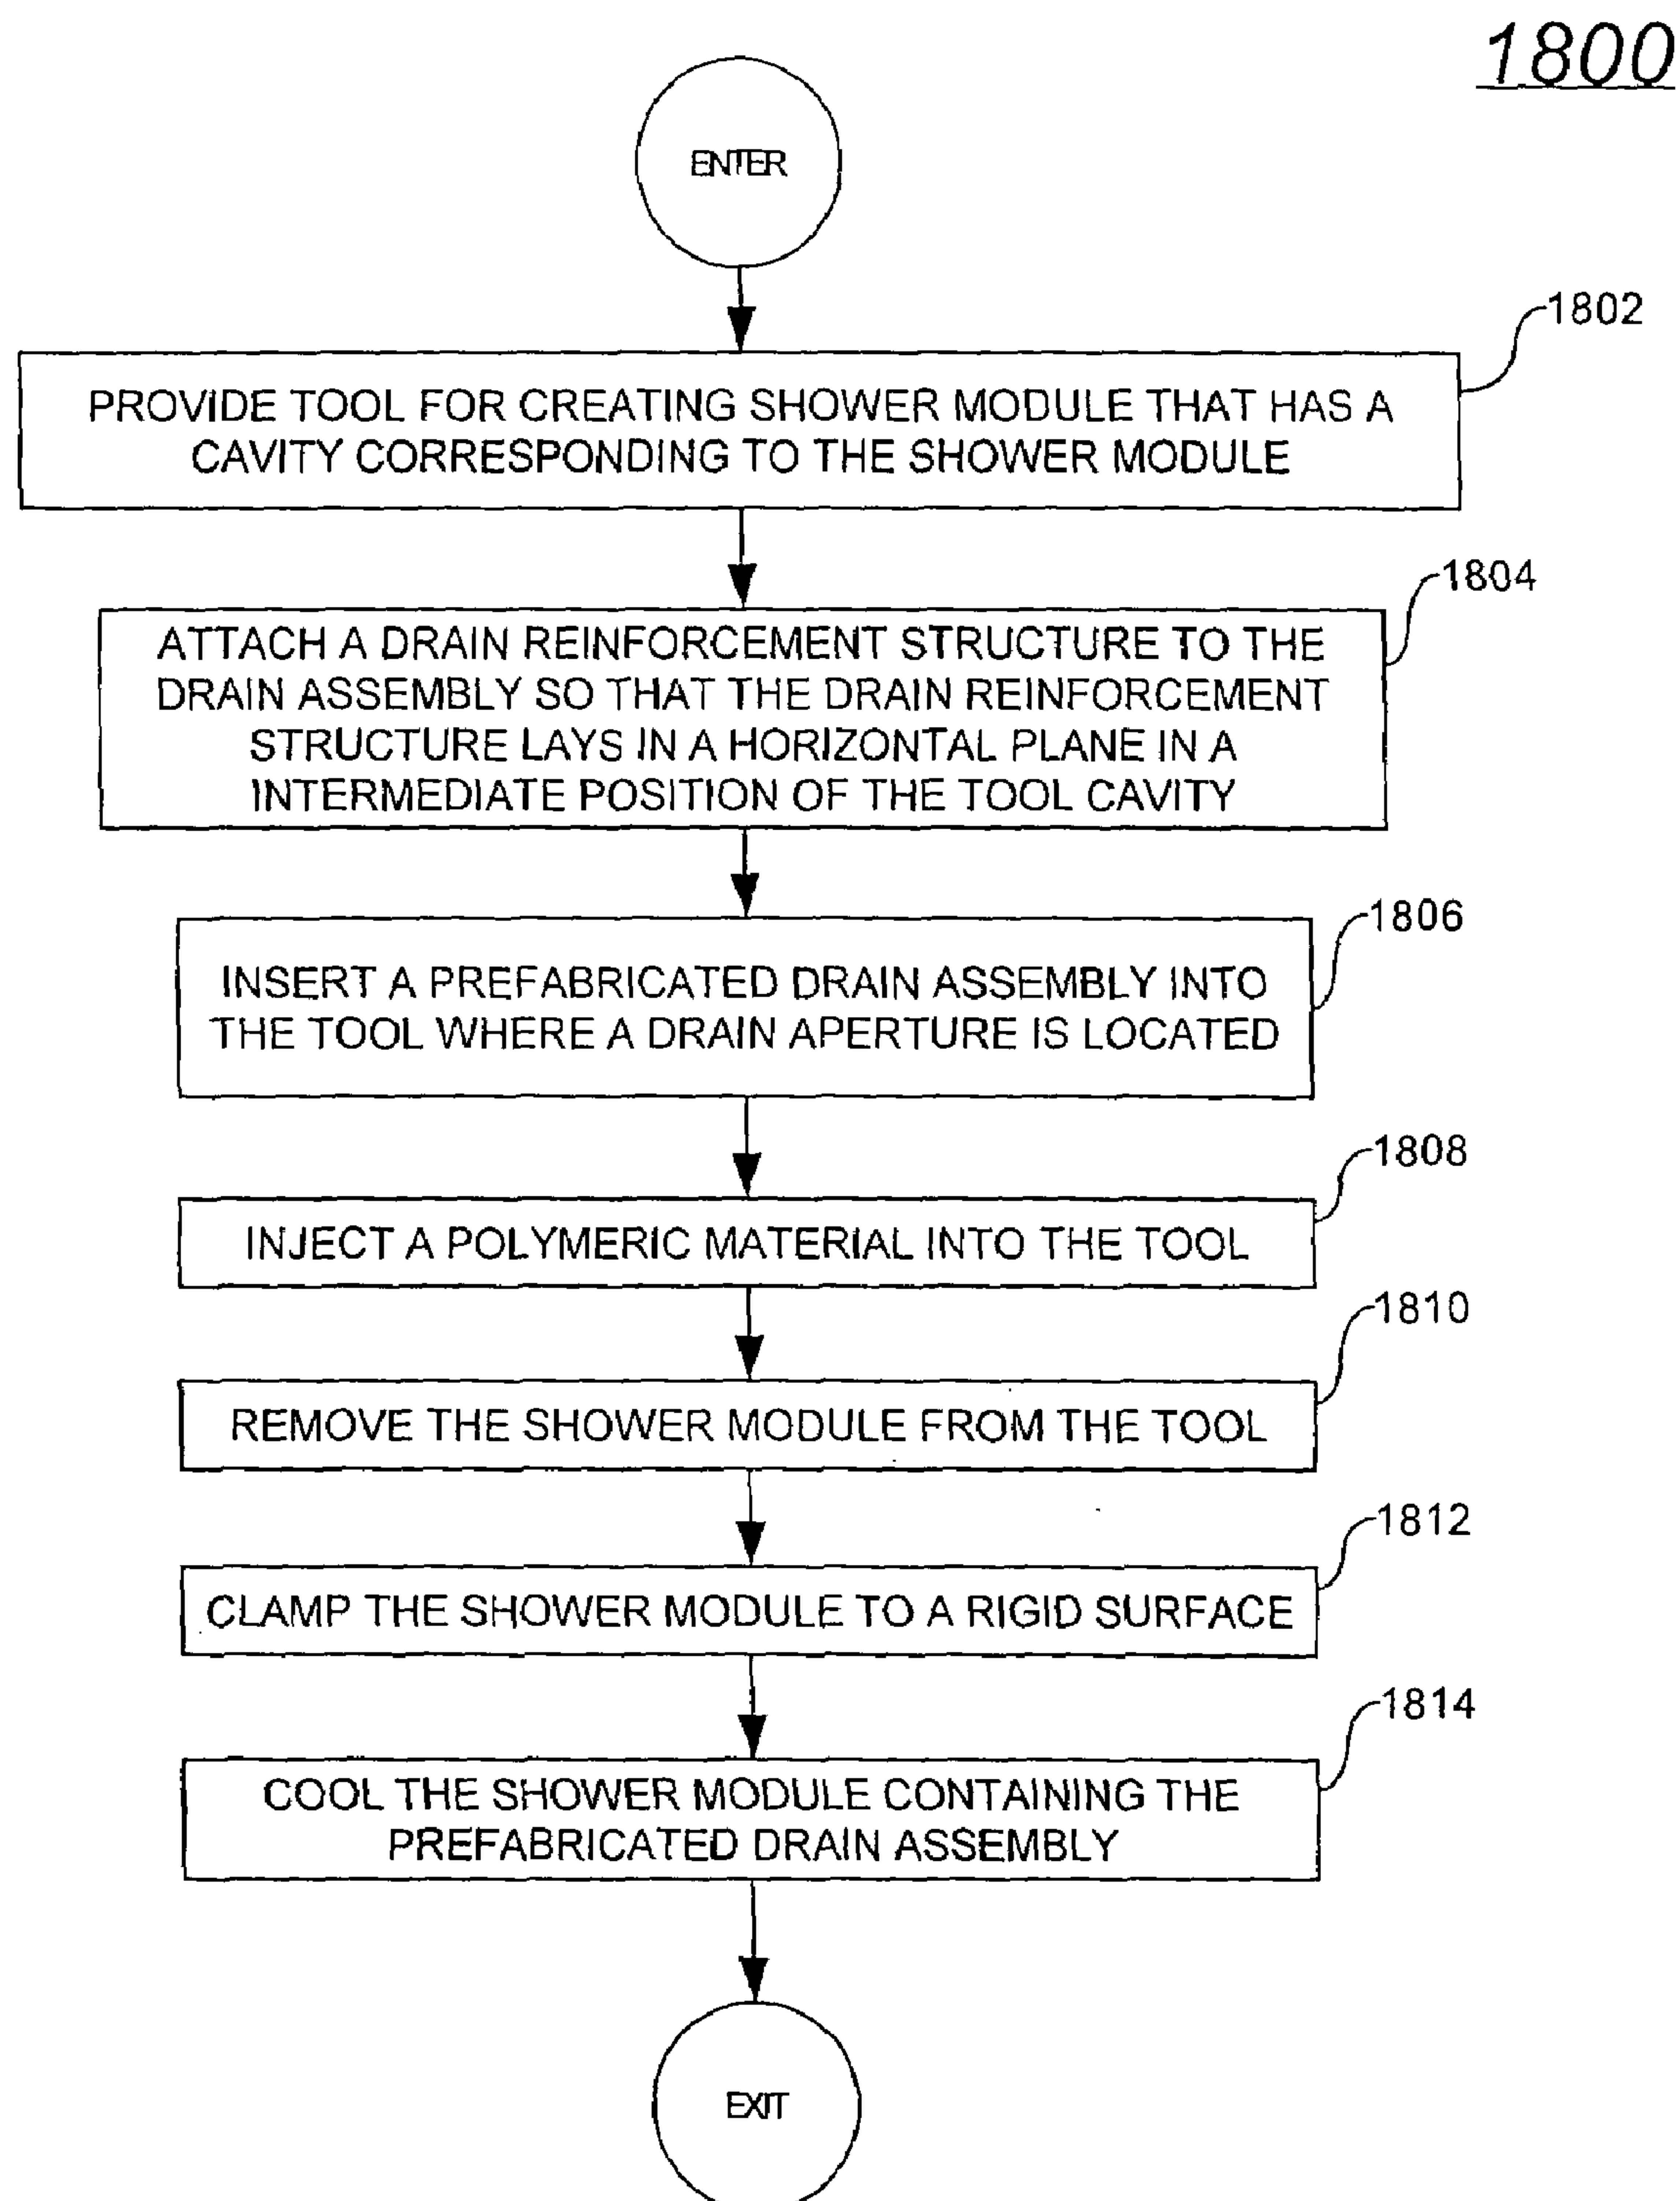 1800
ENTER
1802
PROVIDE TOOL FOR CREATING SHOWER MODULE THAT HAS A
CAVITY CORRESPONDING TO THE SHOWER MODULE
1804
ATTACH A DRAIN REINFORCEMENT STRUCTURE TO THE
DRAIN ASSEMBLY SO THAT THE DRAIN REINFORCEMENT
STRUCTURE LAYS IN A HORIZONTAL PLANE IN A
INTERMEDIATE POSITION OF THE TOOL CAVITY
1806
INSERT A PREFABRICATED DRAIN ASSEMBLY INTO
THE TOOL WHERE A DRAIN APERTURE IS LOCATED
1808
INJECT A POLYMERIC MATERIAL INTO THE TOOL
1810
REMOVE THE SHOWER MODULE FROM THE TOOL
1812
CLAMP THE SHOWER MODULE TO A RIGID SURFACE
1814
COOL THE SHOWER MODULE CONTAINING THE
PREFABRICATED DRAIN ASSEMBLY
EXIT